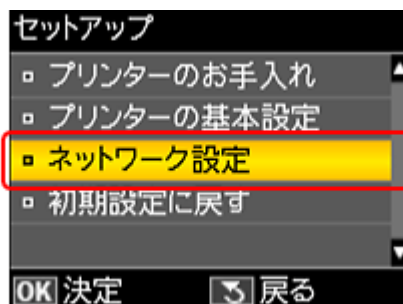 セットアップ
プリンターのお手入れ
プリンターの基本設定
ネットワーク設定
初期設定に戻す
OK 決定 戻る